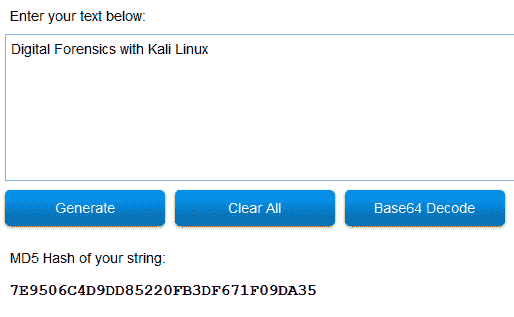 Enter your text below:
Digital Forensics with Kali Linux
Generate Clear All Base64 Decode
MD5 Hash of your string:
7E9506C4D9DD85220FB3DF671F09DA35